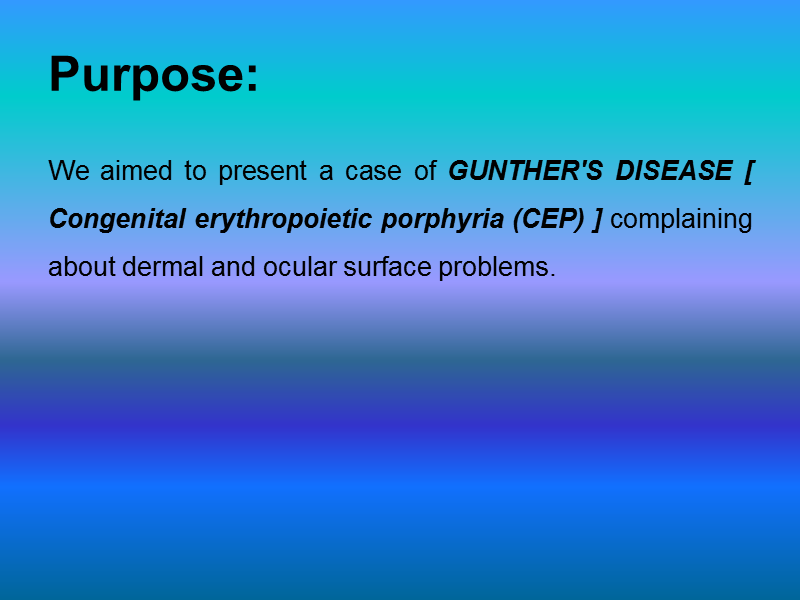 Purpose:
We aimed to present a case of GUNTHER'S DISEASE [
Congenital erythropoietic porphyria (CEP) ] complaining
about dermal and ocular surface problems.